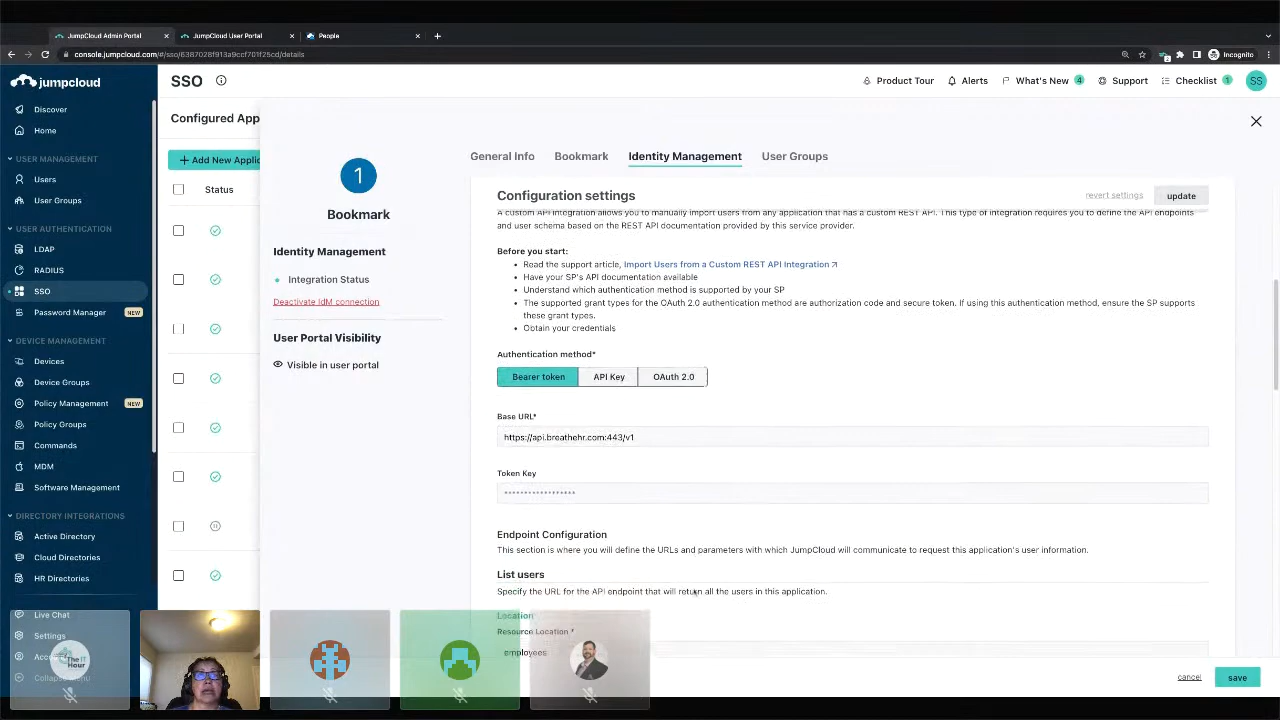 JumpCloud Admin Portal
JumpCloud User Portal
People
console.jumpcloud.com/#/sso/6387028f913a9ccf701f25cd/details
Incognito
jumpcloud
SSO
Product Tour
Alerts
What's New
4
Support
Checklist
1
SS
Discover
Home
USER MANAGEMENT
Users
User Groups
USER AUTHENTICATION
LDAP
RADIUS
SSO
Password Manager
NEW
DEVICE MANAGEMENT
Devices
Device Groups
Policy Management
NEW
Policy Groups
Commands
MDM
Software Management
DIRECTORY INTEGRATIONS
Active Directory
Cloud Directories
HR Directories
Live Chat
Settings
Collapse Menu
Configured App
+ Add New Applic
Status
1
Bookmark
Identity Management
Integration Status
Deactivate IdM connection
User Portal Visibility
Visible in user portal
General Info
Bookmark
Identity Management
User Groups
Configuration settings
revert settings
update
A custom API integration allows you to manually import users from any application that has a custom REST API. This type of integration requires you to define the API endpoints
and user schema based on the REST API documentation provided by this service provider.
Before you start:
Read the support article, Import Users from a Custom REST API Integration
Have your SP's API documentation available
Understand which authentication method is supported by your SP
The supported grant types for the OAuth 2.0 authentication method are authorization code and secure token. If using this authentication method, ensure the SP supports
these grant types.
Obtain your credentials
Authentication method*
Bearer token
API Key
OAuth 2.0
Base URL*
https://api.breathehr.com:443/v1
Token Key
******************
Endpoint Configuration
This section is where you will define the URLs and parameters with which JumpCloud will communicate to request this application's user information.
List users
Specify the URL for the API endpoint that will return all the users in this application.
Location
Resource Location *
employees
cancel
save
The IT
Hour